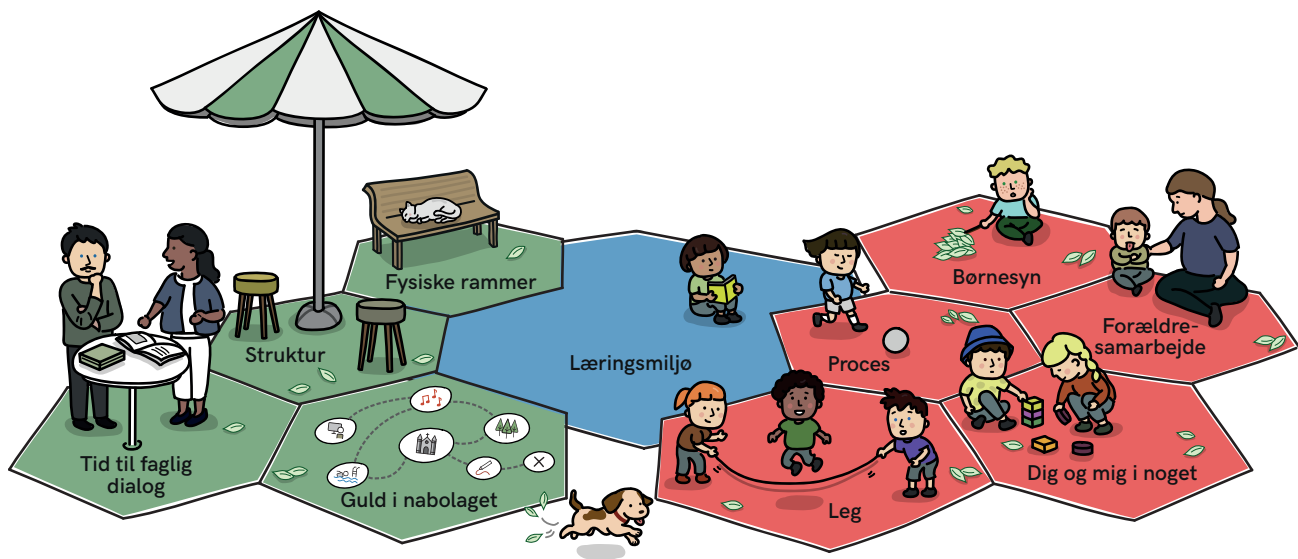 Fysiske rammer
Struktur
Tid til faglig
dialog
Guld i nabolaget
Læringsmiljø
Børnesyn
Forældre-
samarbejde
Proces
Dig og mig i noget
Leg